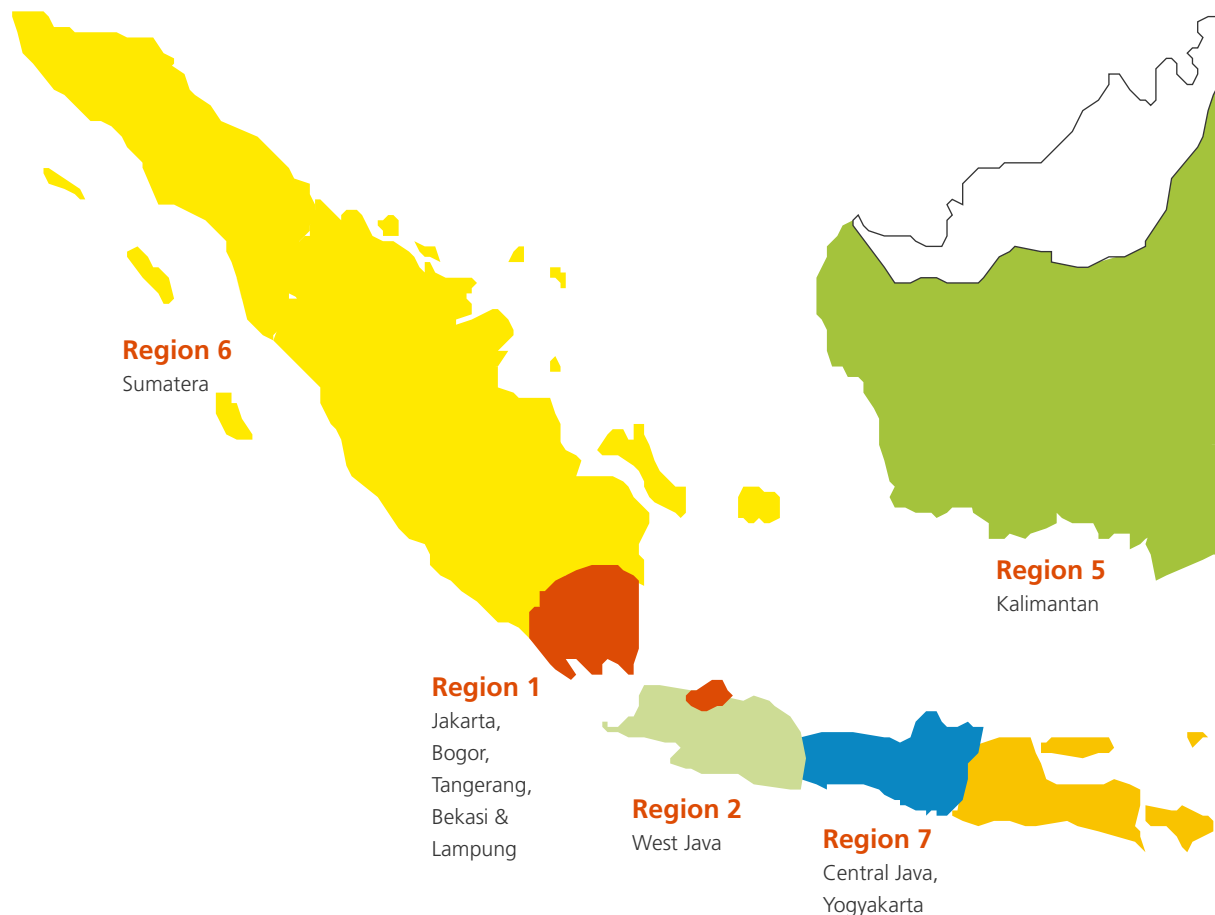 Region 6
Sumatera
Region 5
Kalimantan
Region 1
Jakarta,
Bogor,
Tangerang,
Bekasi &
Lampung
Region 2
West Java
Region 7
Central Java,
Yogyakarta